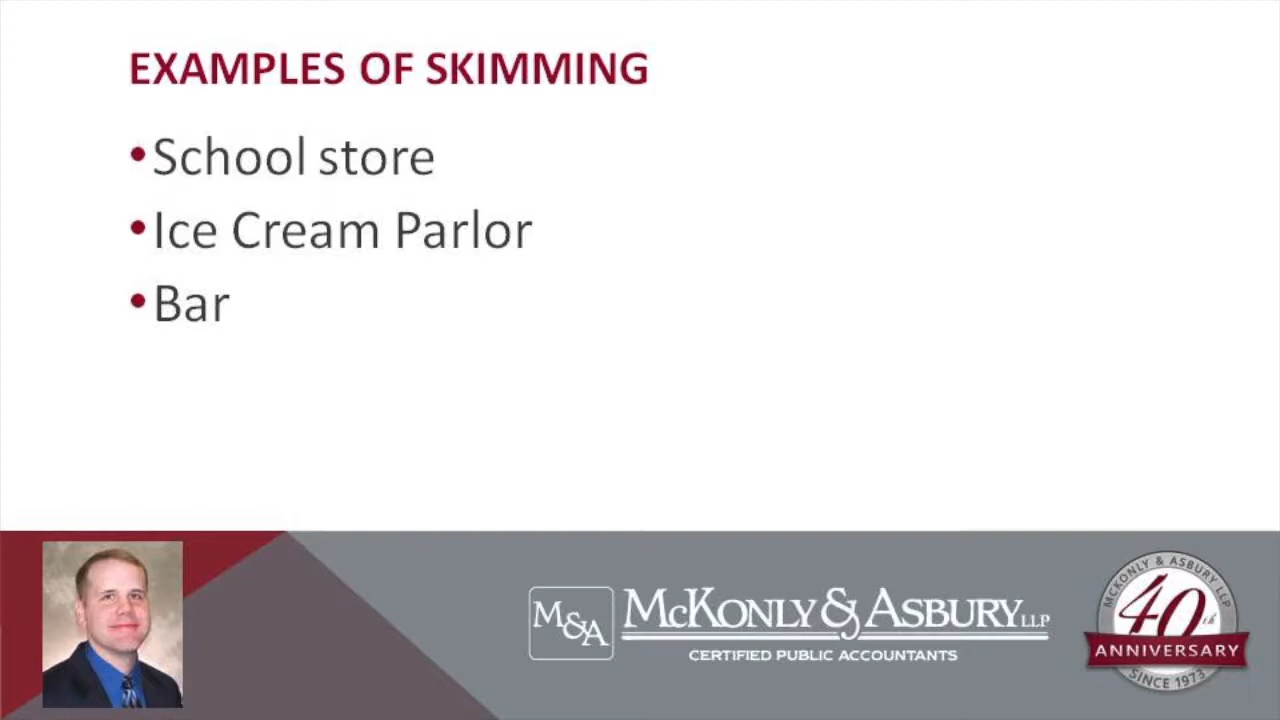 EXAMPLES OF SKIMMING
•School store
•Ice Cream Parlor
•Bar
M&A
McKonly & Asbury LLP
CERTIFIED PUBLIC ACCOUNTANTS
McKONLY & ASBURY LLP
40th
ANNIVERSARY
SINCE 1973